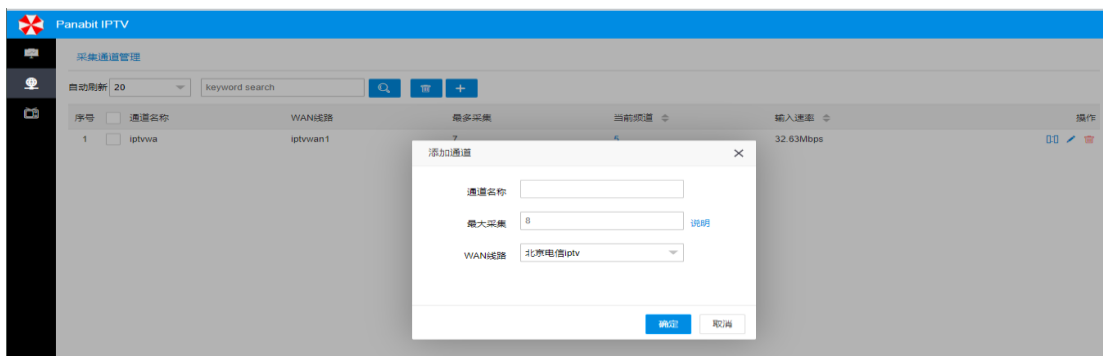 Panabit IPTV
采集通道管理
自动刷新 20 keyword search
序号 通道名称 WAN线路 最多采集 当前频道 输入速率 操作
1 iptvwa iptvwan1 7 5 32.63Mbps
添加通道
通道名称
最大采集 8 说明
WAN线路 北京电信iptv
确定 取消